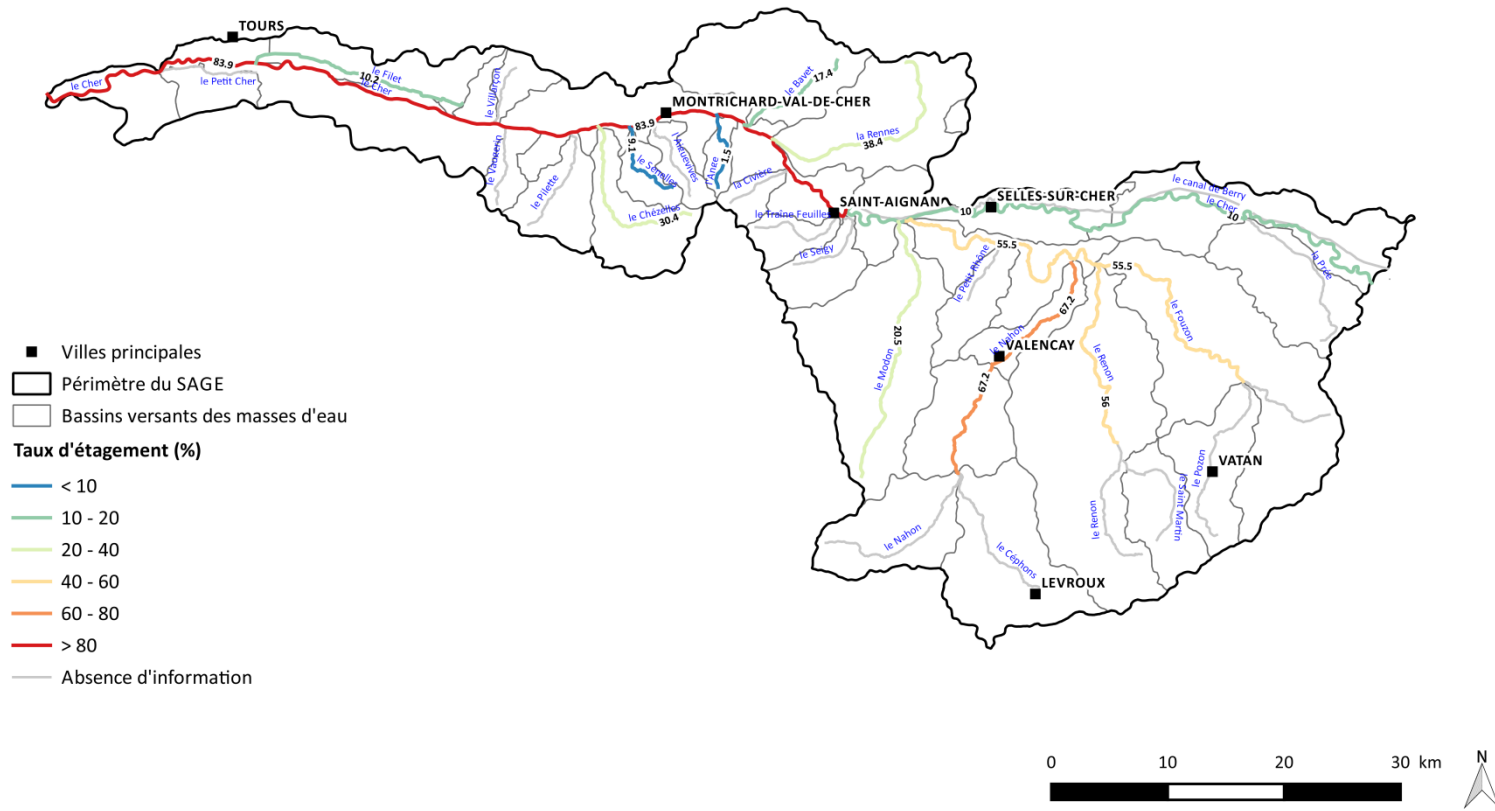 TOURS
le Cher
83.9
le Petit Cher
10.2
le Filet
le Cher
le Villarçon
le Vauxerin
le Pilette
83.9
MONTRICHARD-VAL-DE-CHER
9.1
le Senelles
l'Aiguevives
l'Ange
1.5
le Bavet
17.4
la Rennes
38.4
la Civière
le Chézelles
30.4
SAINT-AIGNAN
le Traîne Feuilles
le Seigy
10
SELLES-SUR-CHER
le canal de Berry
le Cher
10
la Prée
55.5
le Petit Rhône
55.5
le Fouzon
67.2
le Nahon
VALENCAY
67.2
20.5
le Modon
le Renon
56
VATAN
le Pozon
le Saint Martin
le Renon
le Nahon
le Céphons
LEVROUX
Villes principales
Périmètre du SAGE
Bassins versants des masses d'eau
Taux d'étagement (%)
< 10
10 - 20
20 - 40
40 - 60
60 - 80
> 80
Absence d'information
0 10 20 30 km
N